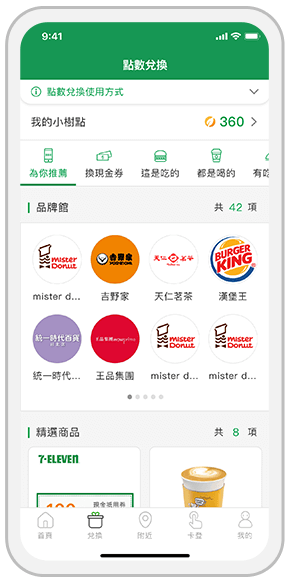 9:41
點數兌換
點數兌換使用方式
我的小樹點 360
為你推薦 換現金券 這是吃的 都是喝的 有吃
品牌館 共 42 項
mister Donut 吉野家 YOSHINOYA 天仁茗茶 BURGER KING
mister d... 吉野家 天仁茗茶 漢堡王
統一時代百貨 王品集團 mister Donut mister Donut
統一時代... 王品集團 mister d... mister d...
精選商品 共 8 項
7-ELEVEN
現金抵用券
100
首頁 兌換 附近 卡登 我的